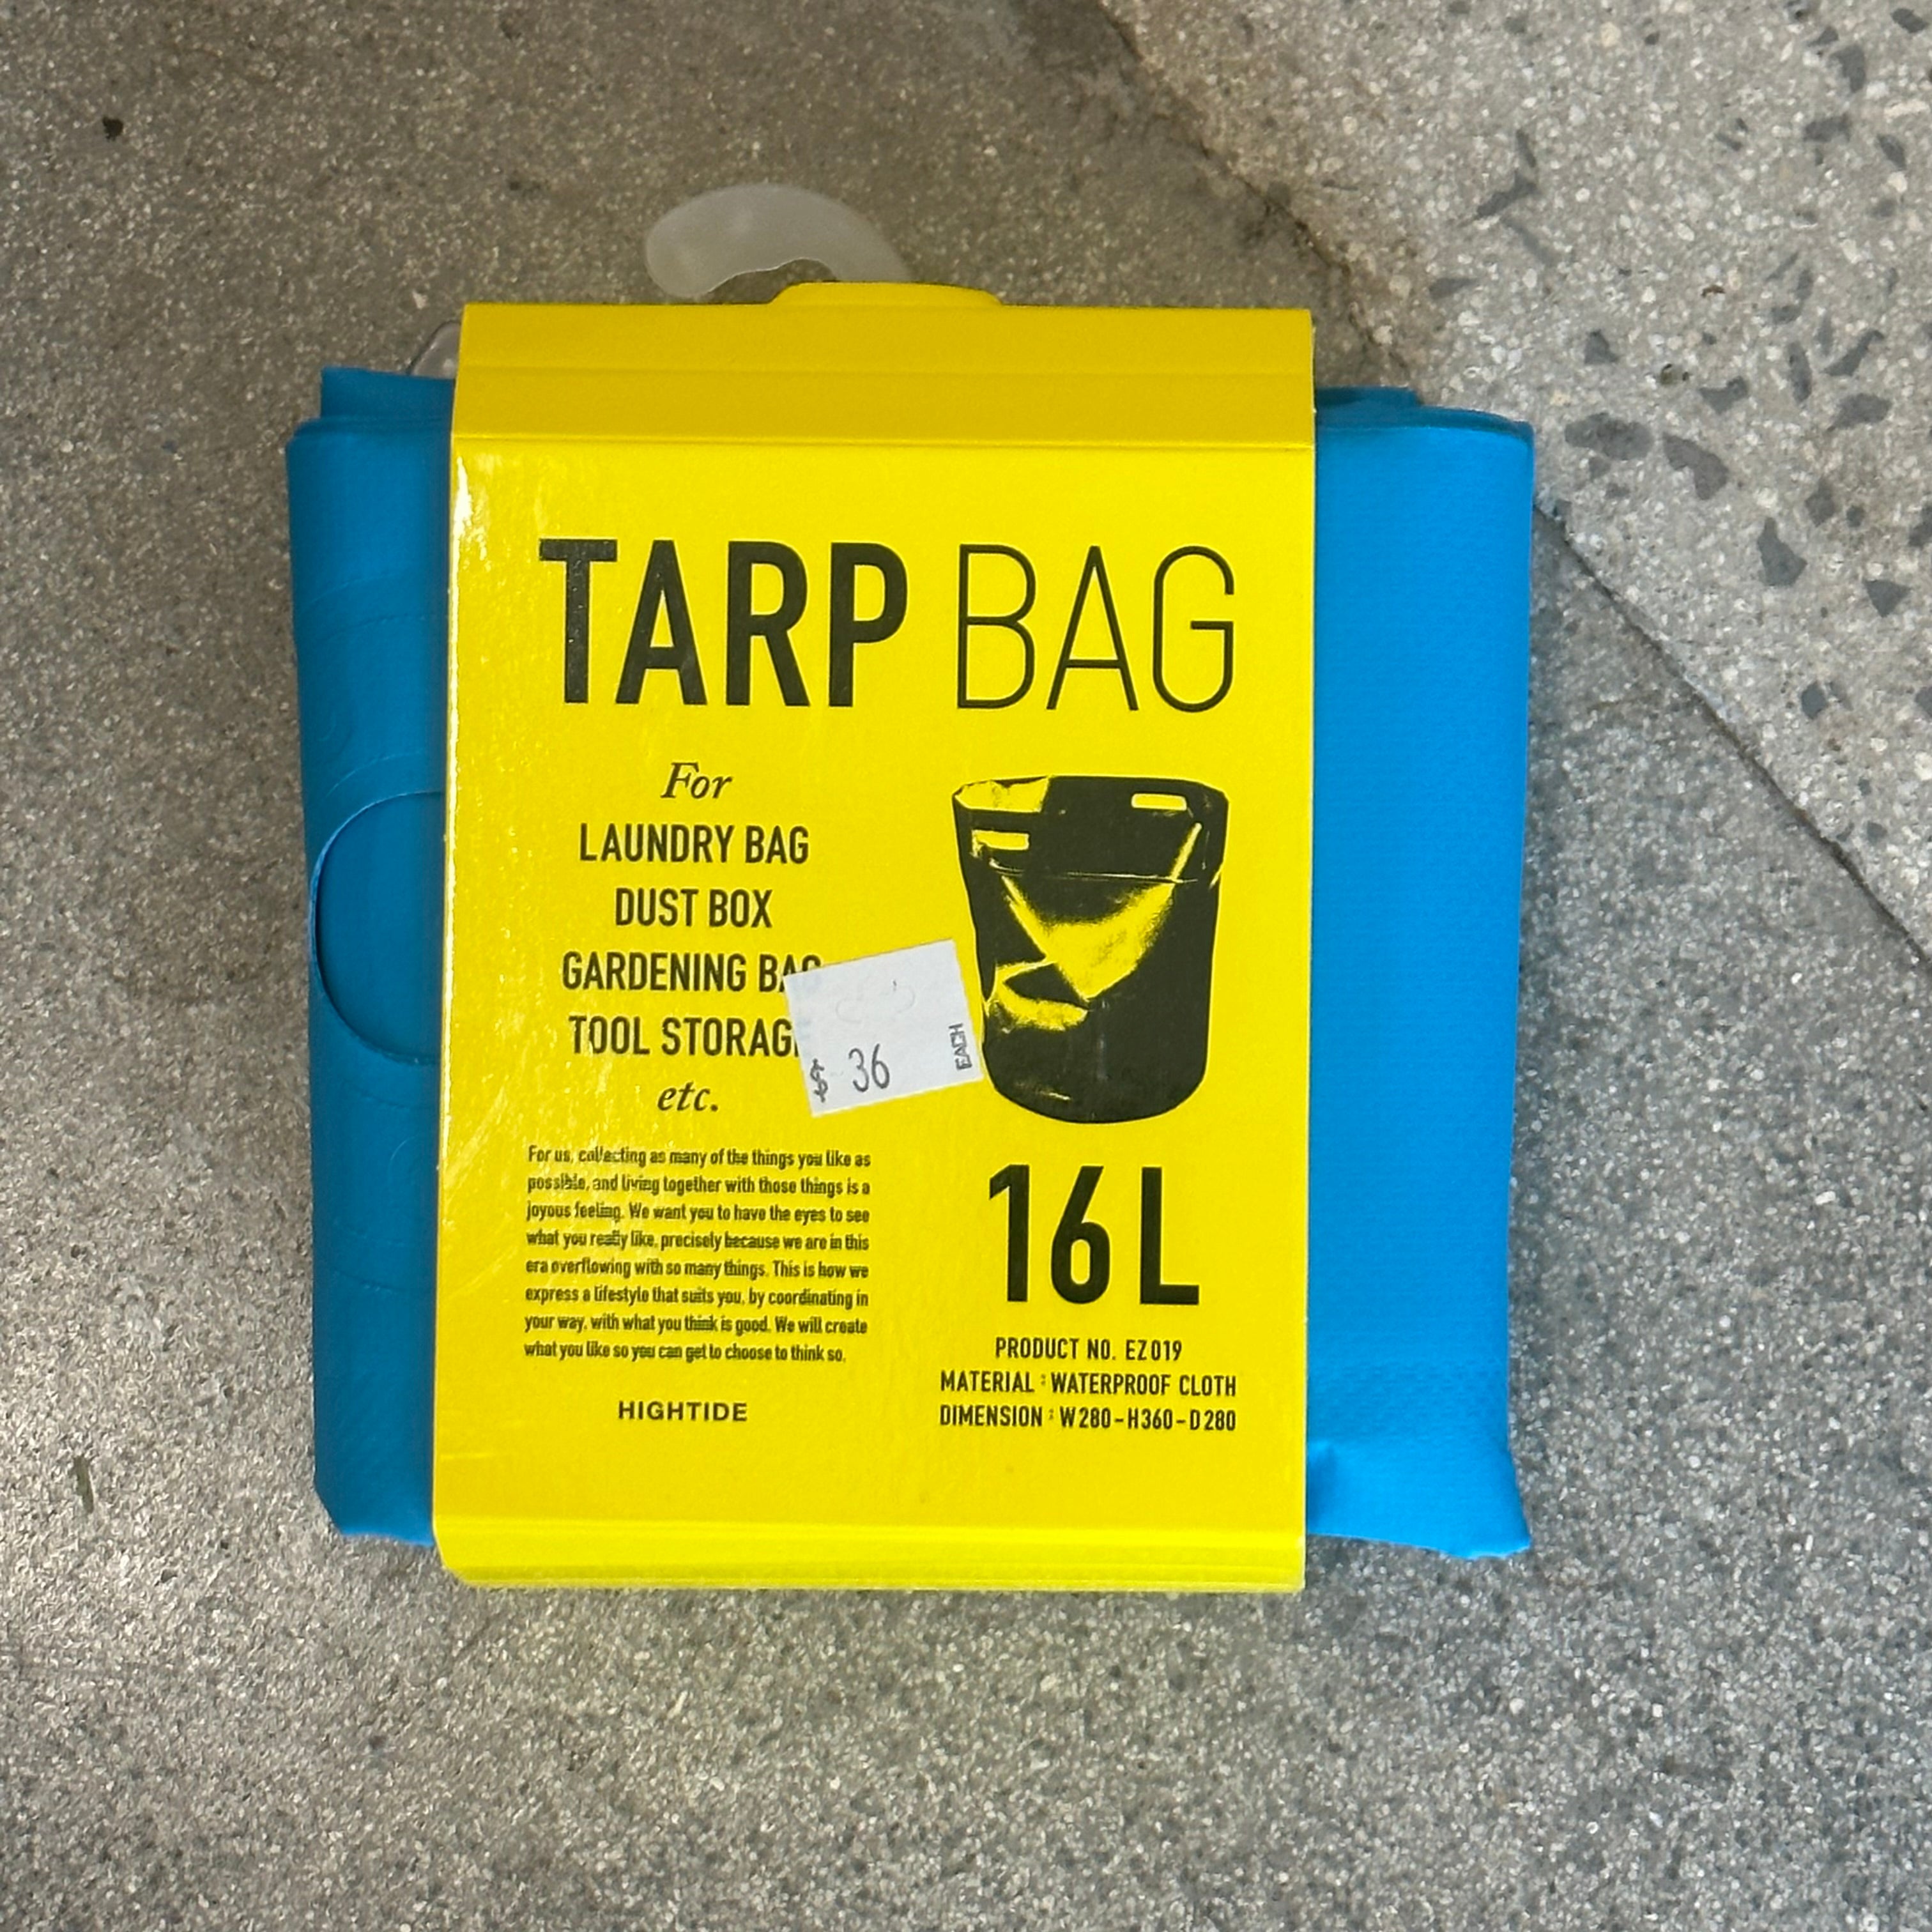 TARP BAG
For
LAUNDRY BAG
DUST BOX
GARDENING BAG
TOOL STORAG
etc.
$ 36 EACH
For us, collecting as many of the things you like as
possible, and living together with those things is a
joyous feeling. We want you to have the eyes to see
what you really like, precisely because we are in this
era overflowing with so many things. This is how we
express a lifestyle that suits you, by coordinating in
your way, with what you think is good. We will create
what you like so you can get to choose to think so.
HIGHTIDE
16L
PRODUCT NO. EZ019
MATERIAL : WATERPROOF CLOTH
DIMENSION : W280-H360-D280